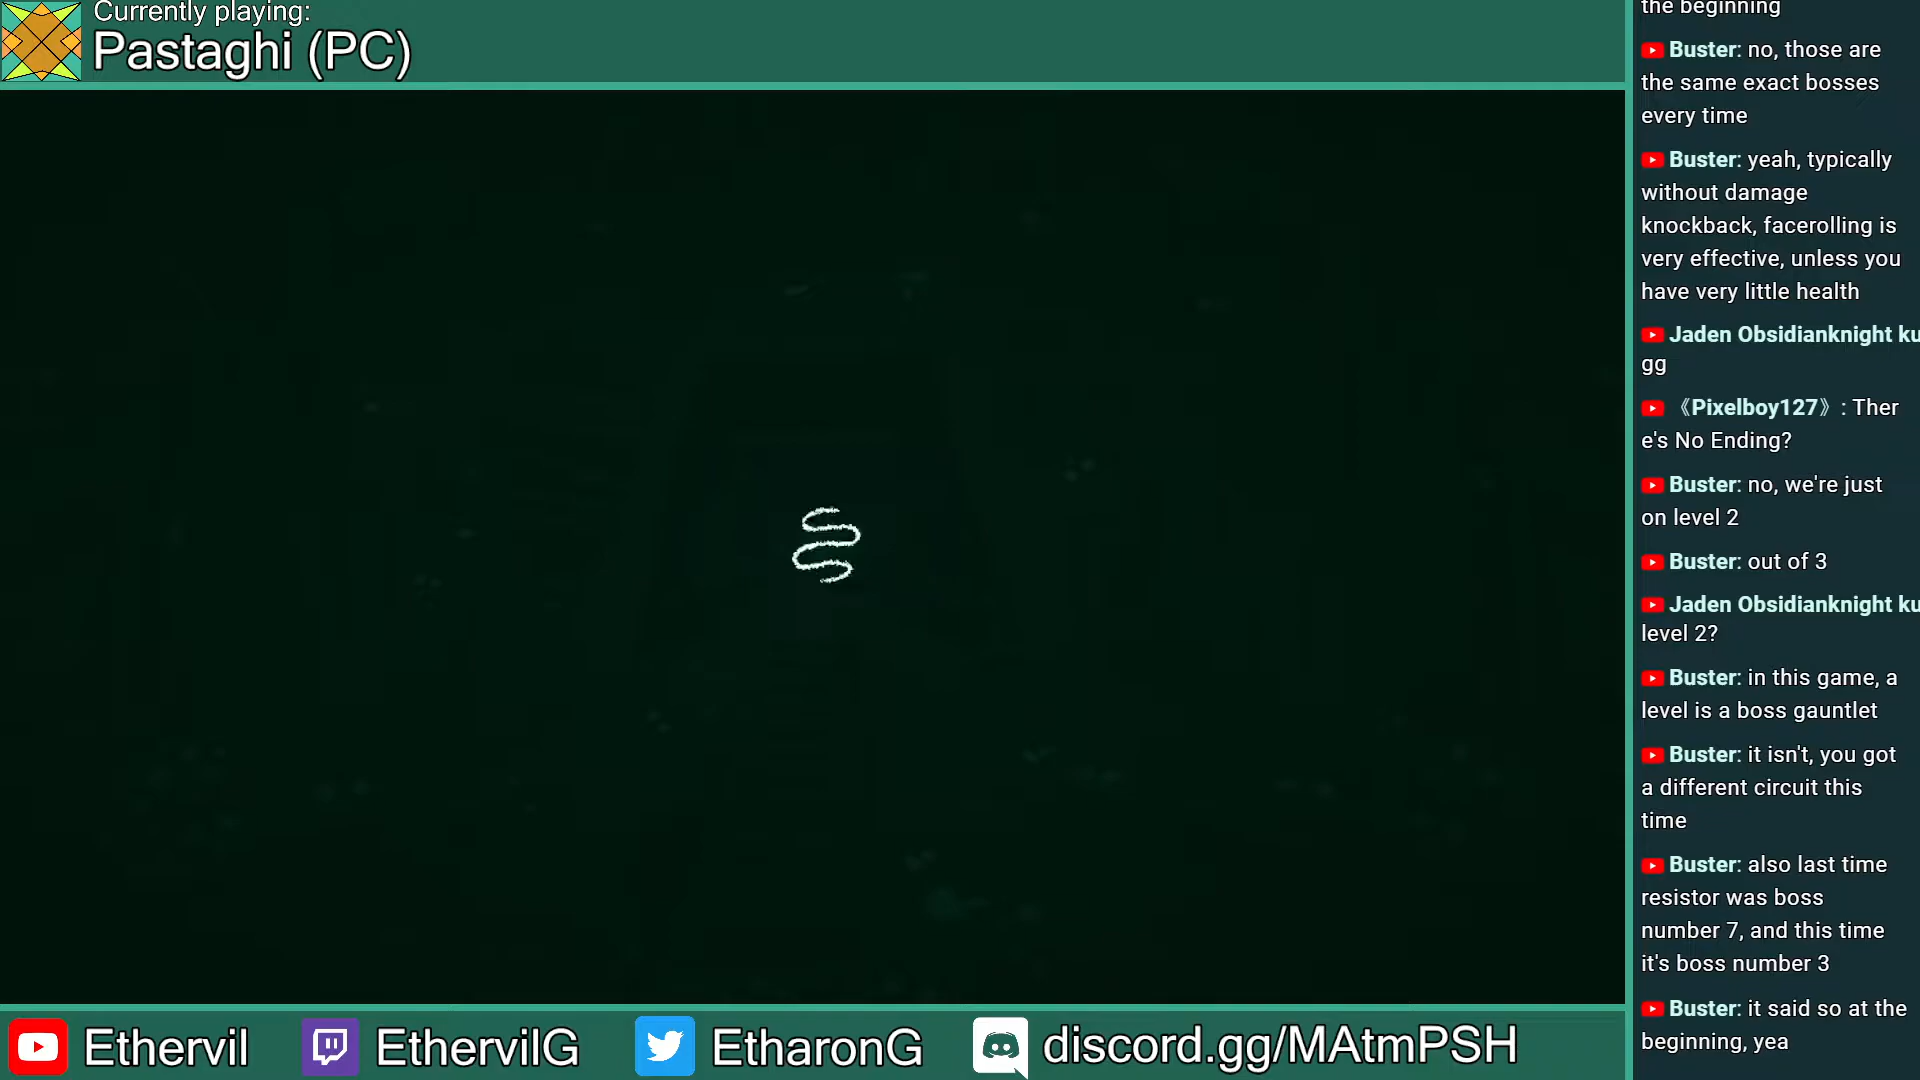 Currently playing:
Pastaghi (PC)
the beginning
Buster: no, those are
the same exact bosses
every time
Buster: yeah, typically
without damage
knockback, facerolling is
very effective, unless you
have very little health
Jaden Obsidianknight ku
gg
《Pixelboy127》: Ther
e's No Ending?
Buster: no, we're just
on level 2
Buster: out of 3
Jaden Obsidianknight ku
level 2?
Buster: in this game, a
level is a boss gauntlet
Buster: it isn't, you got
a different circuit this
time
Buster: also last time
resistor was boss
number 7, and this time
it's boss number 3
Buster: it said so at the
beginning, yea
Ethervil EthervilG EtharonG discord.gg/MAtmPSH